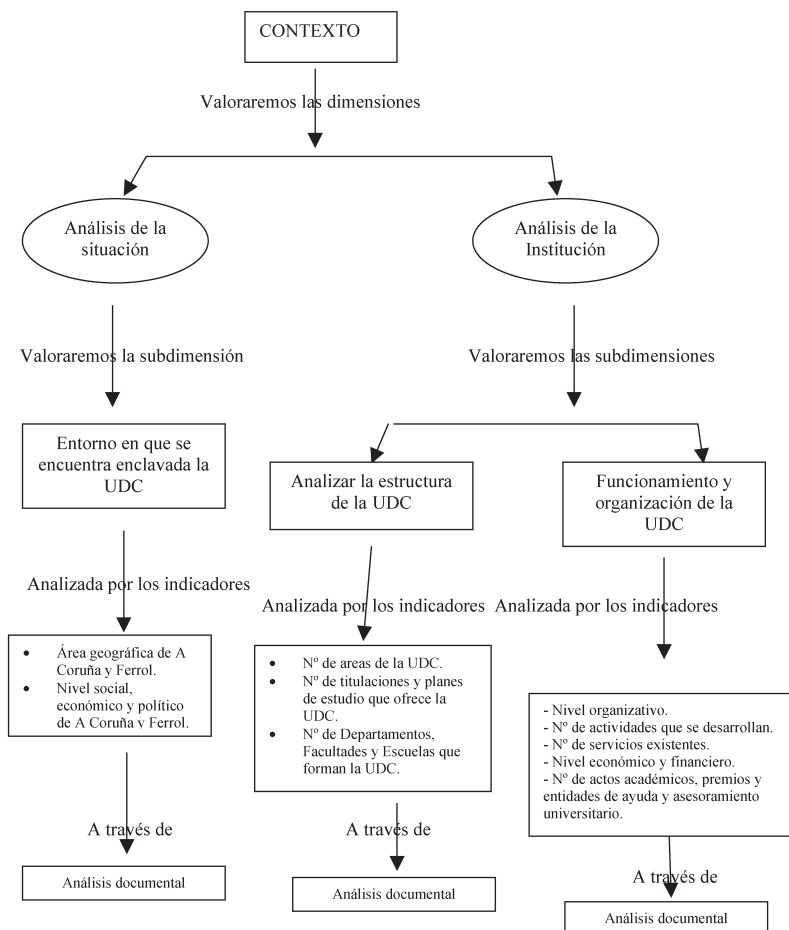 CONTEXTO
Valoraremos las dimensiones
Análisis de la
situación
Análisis de la
Institución
Valoraremos la subdimensión
Valoraremos las subdimensiones
Entorno en que se
encuentra enclavada la
UDC
Analizar la estructura
de la UDC
Funcionamiento y
organización de la
UDC
Analizada por los indicadores
Analizada por los indicadores
Analizada por los indicadores
• Área geográfica de A
Coruña y Ferrol.
• Nivel social,
económico y político
de A Coruña y Ferrol.
• Nº de areas de la UDC.
• Nº de titulaciones y planes
de estudio que ofrece la
UDC.
• Nº de Departamentos,
Facultades y Escuelas que
forman la UDC.
- Nivel organizativo.
- Nº de actividades que se desarrollan.
- Nº de servicios existentes.
- Nivel económico y financiero.
- Nº de actos académicos, premios y
entidades de ayuda y asesoramiento
universitario.
A través de
A través de
A través de
Análisis documental
Análisis documental
Análisis documental